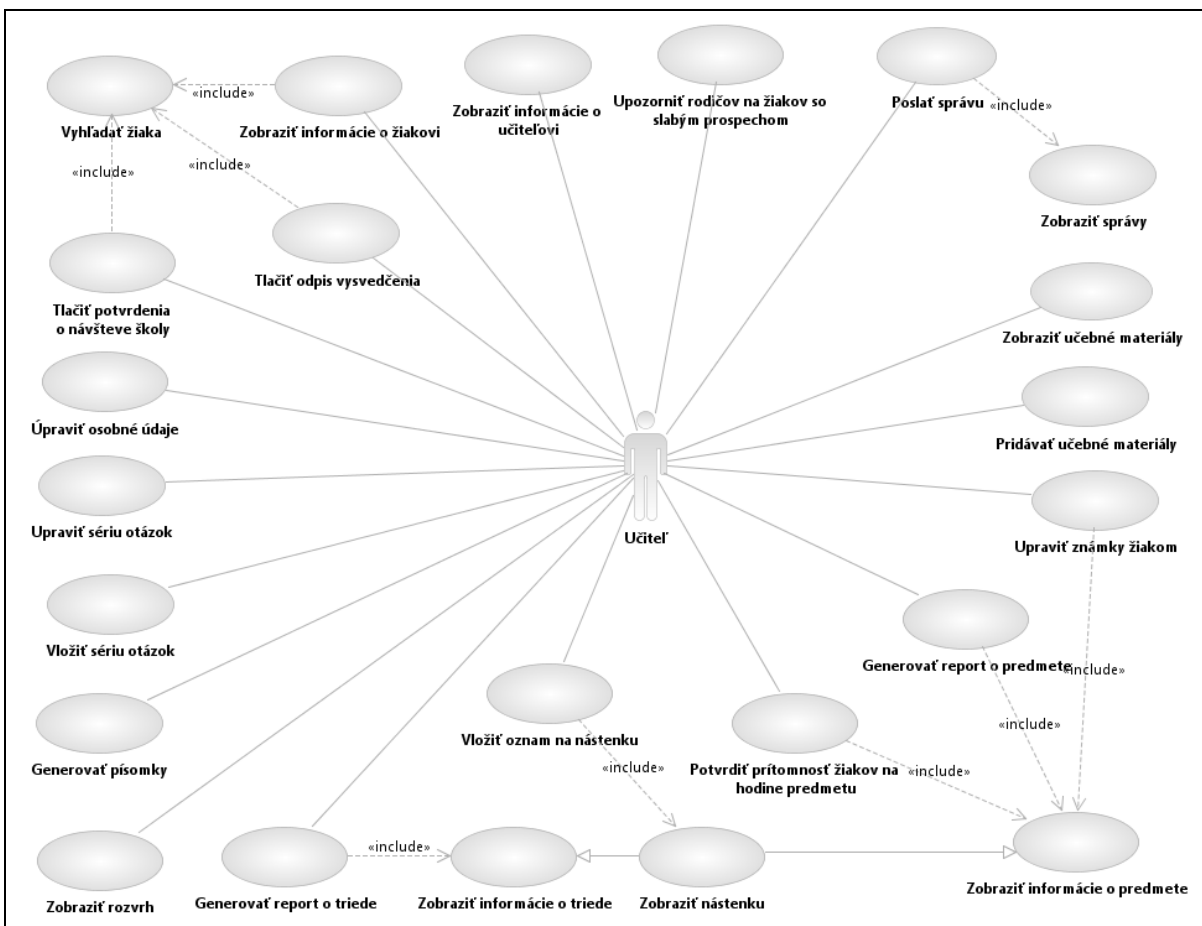 «include»
Vyhľadať žiaka
Zobraziť informácie o žiakovi
Zobraziť informácie o
učiteľovi
Upozorniť rodičov na žiakov so
slabým prospechom
Poslať správu
«include»
«include»
«include»
Zobraziť správy
Tlačiť odpis vysvedčenia
Tlačiť potvrdenia
o návšteve školy
Zobraziť učebné materiály
Úpraviť osobné údaje
Pridávať učebné materiály
Upraviť sériu otázok
Učiteľ
Upraviť známky žiakom
Vložiť sériu otázok
Generovať report o predmete
«include»
Vložiť oznam na nástenku
«include»
Generovať písomky
«include»
Potvrdiť prítomnosť žiakov na
hodine predmetu
«include»
«include»
Zobraziť rozvrh
Generovať report o triede
Zobraziť informácie o triede
Zobraziť nástenku
Zobraziť informácie o predmete